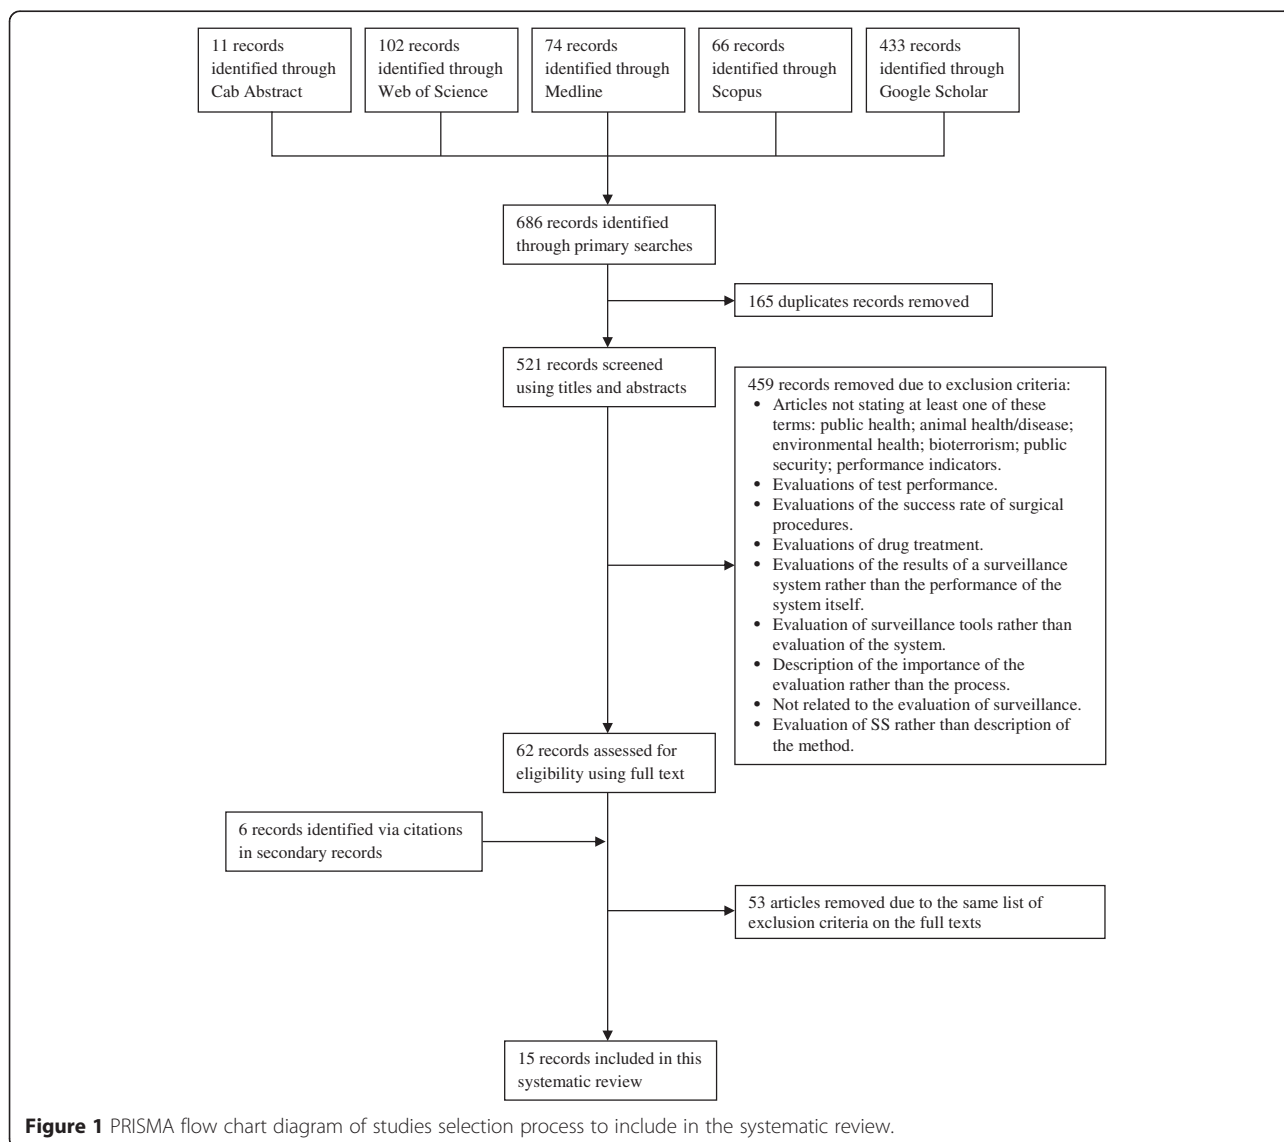 11 records
identified through
Cab Abstract
102 records
identified through
Web of Science
74 records
identified through
Medline
66 records
identified through
Scopus
433 records
identified through
Google Scholar
686 records identified
through primary searches
165 duplicates records removed
521 records screened
using titles and abstracts
459 records removed due to exclusion criteria:
• Articles not stating at least one of these
terms: public health; animal health/disease;
environmental health; bioterrorism; public
security; performance indicators.
• Evaluations of test performance.
• Evaluations of the success rate of surgical
procedures.
• Evaluations of drug treatment.
• Evaluations of the results of a surveillance
system rather than the performance of the
system itself.
• Evaluation of surveillance tools rather than
evaluation of the system.
• Description of the importance of the
evaluation rather than the process.
• Not related to the evaluation of surveillance.
• Evaluation of SS rather than description of
the method.
62 records assessed for
eligibility using full text
6 records identified via citations
in secondary records
53 articles removed due to the same list of
exclusion criteria on the full texts
15 records included in this
systematic review
Figure 1 PRISMA flow chart diagram of studies selection process to include in the systematic review.